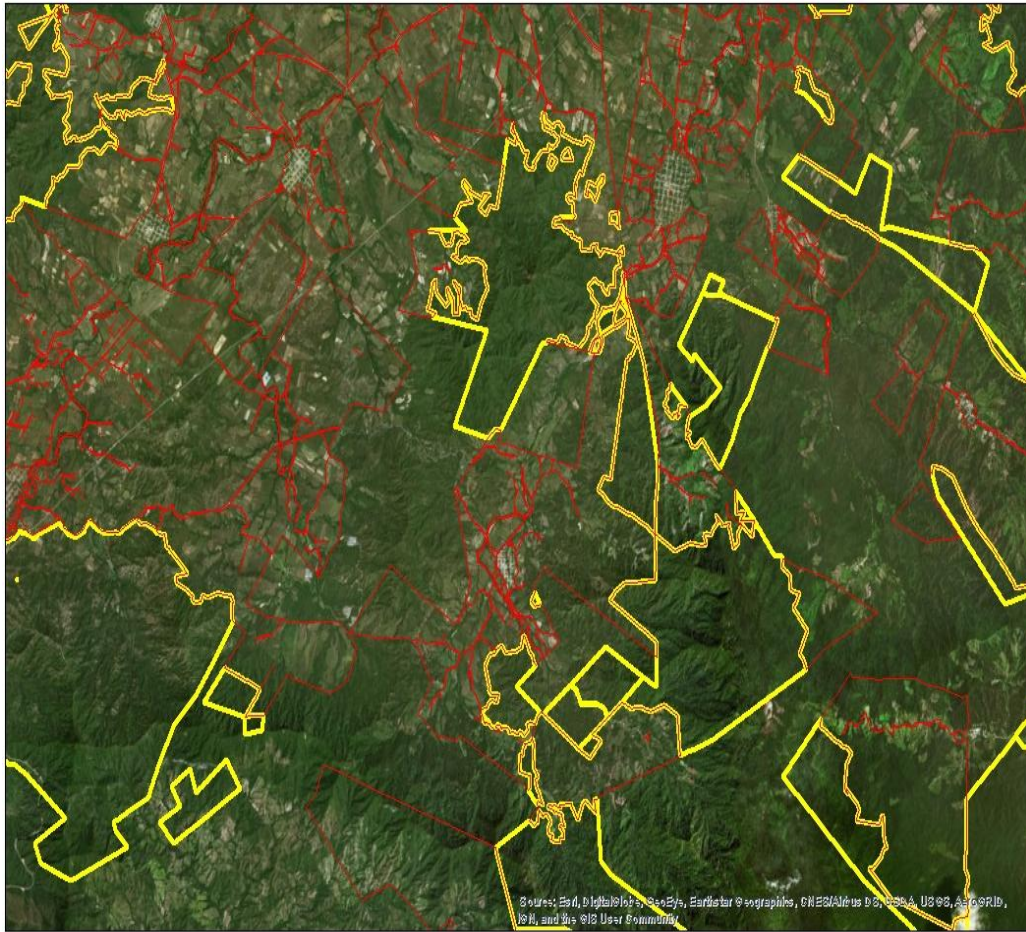 Source: Esri, DigitalGlobe, GeoEye, Earthstar Geographics, CNES/Airbus DS, USDA, USGS, AeroGRID,
IGN, and the GIS User Community